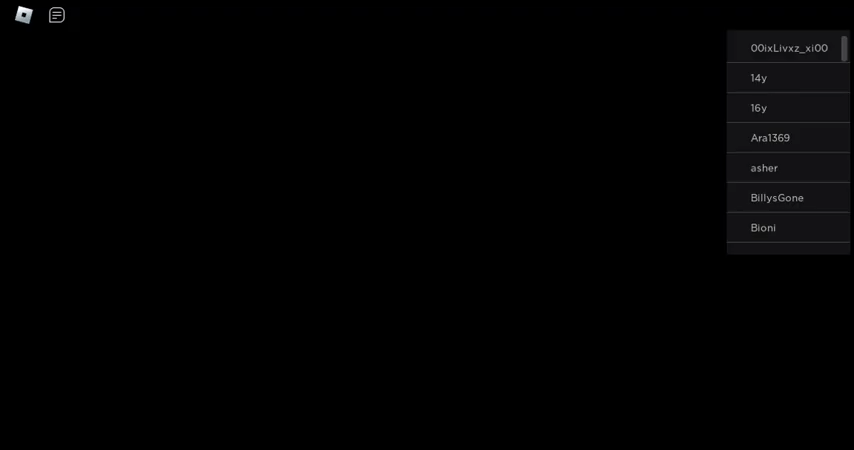 00ixLivxz_xi00
14y
16y
Ara1369
asher
BillysGone
Bioni